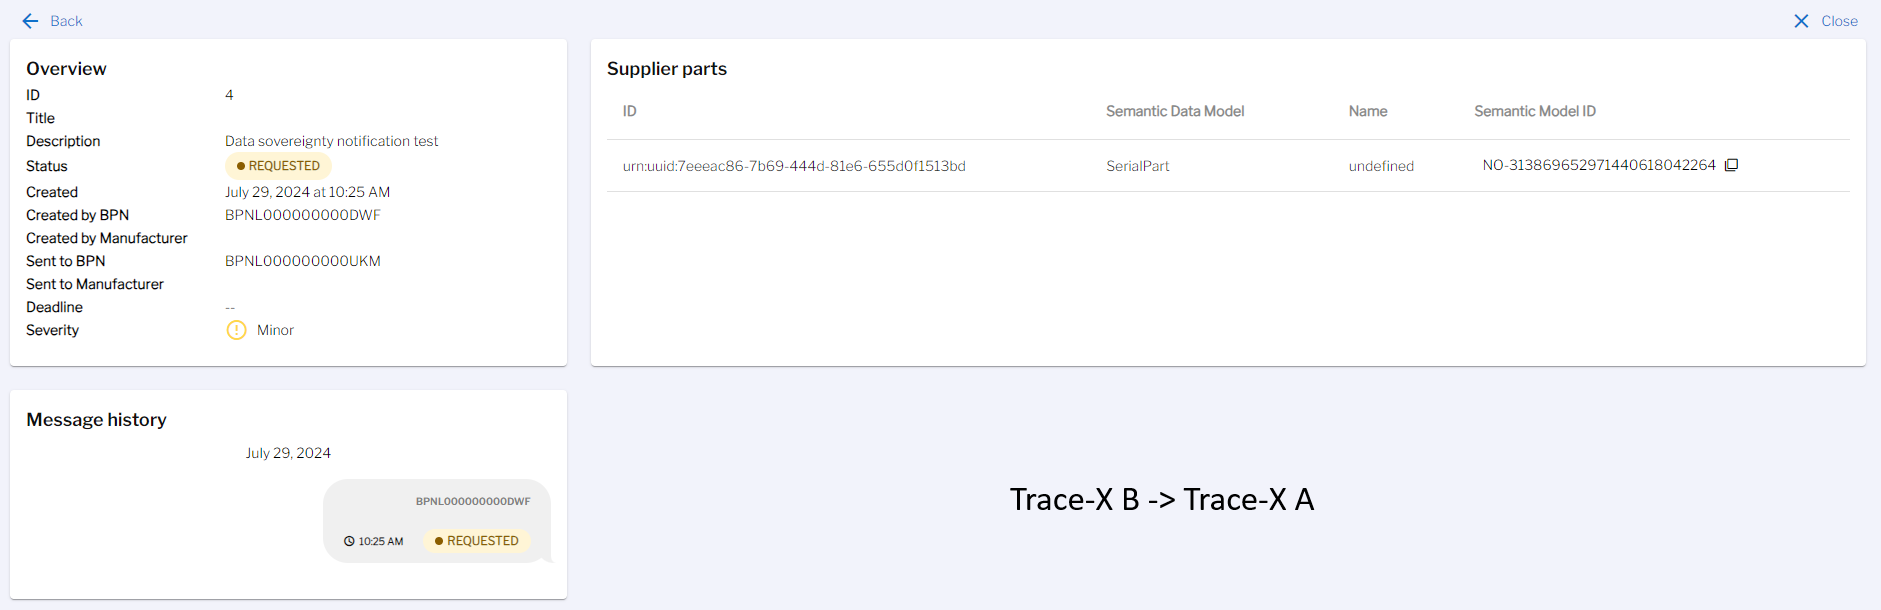 Back
Close
Overview
ID 4
Title
Description Data sovereignty notification test
Status REQUESTED
Created July 29, 2024 at 10:25 AM
Created by BPN BPNL000000000DWF
Created by Manufacturer
Sent to BPN BPNL000000000UKM
Sent to Manufacturer
Deadline --
Severity Minor
Supplier parts
ID Semantic Data Model Name Semantic Model ID
urn:uuid:7eeeac86-7b69-444d-81e6-655d0f1513bd SerialPart undefined NO-313869652971440618042264
Message history
July 29, 2024
BPNL000000000DWF
10:25 AM REQUESTED
Trace-X B -> Trace-X A